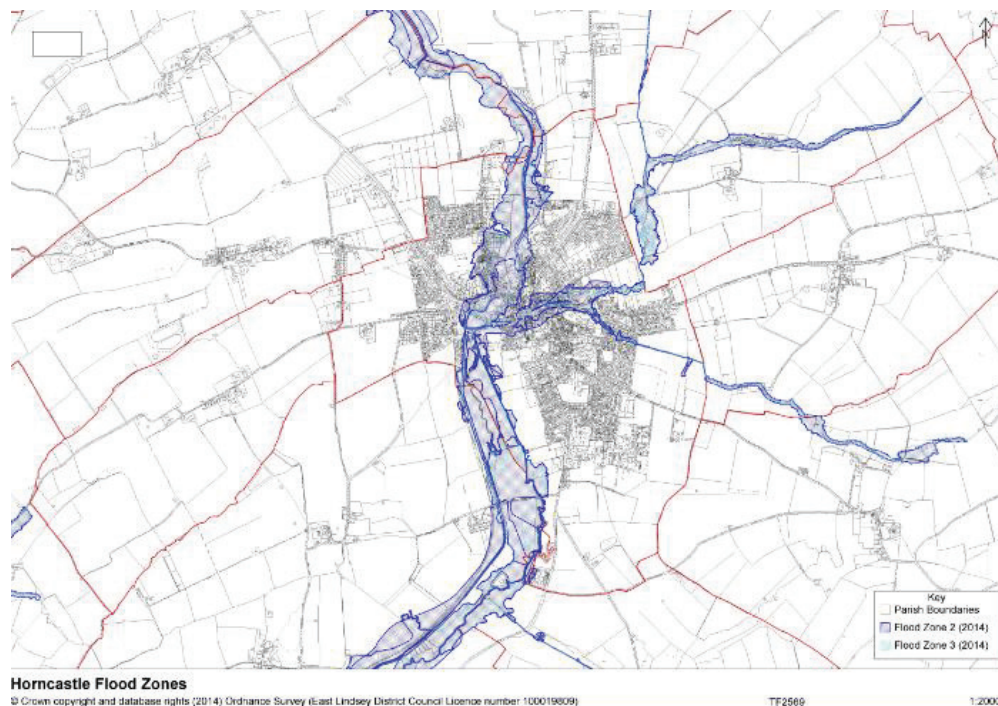 N
Key
Parish Boundaries
Flood Zone 2 (2014)
Flood Zone 3 (2014)
Horncastle Flood Zones
© Crown copyright and database rights (2014) Ordnance Survey (East Lindsey District Council Licence number 100019809) TF2569